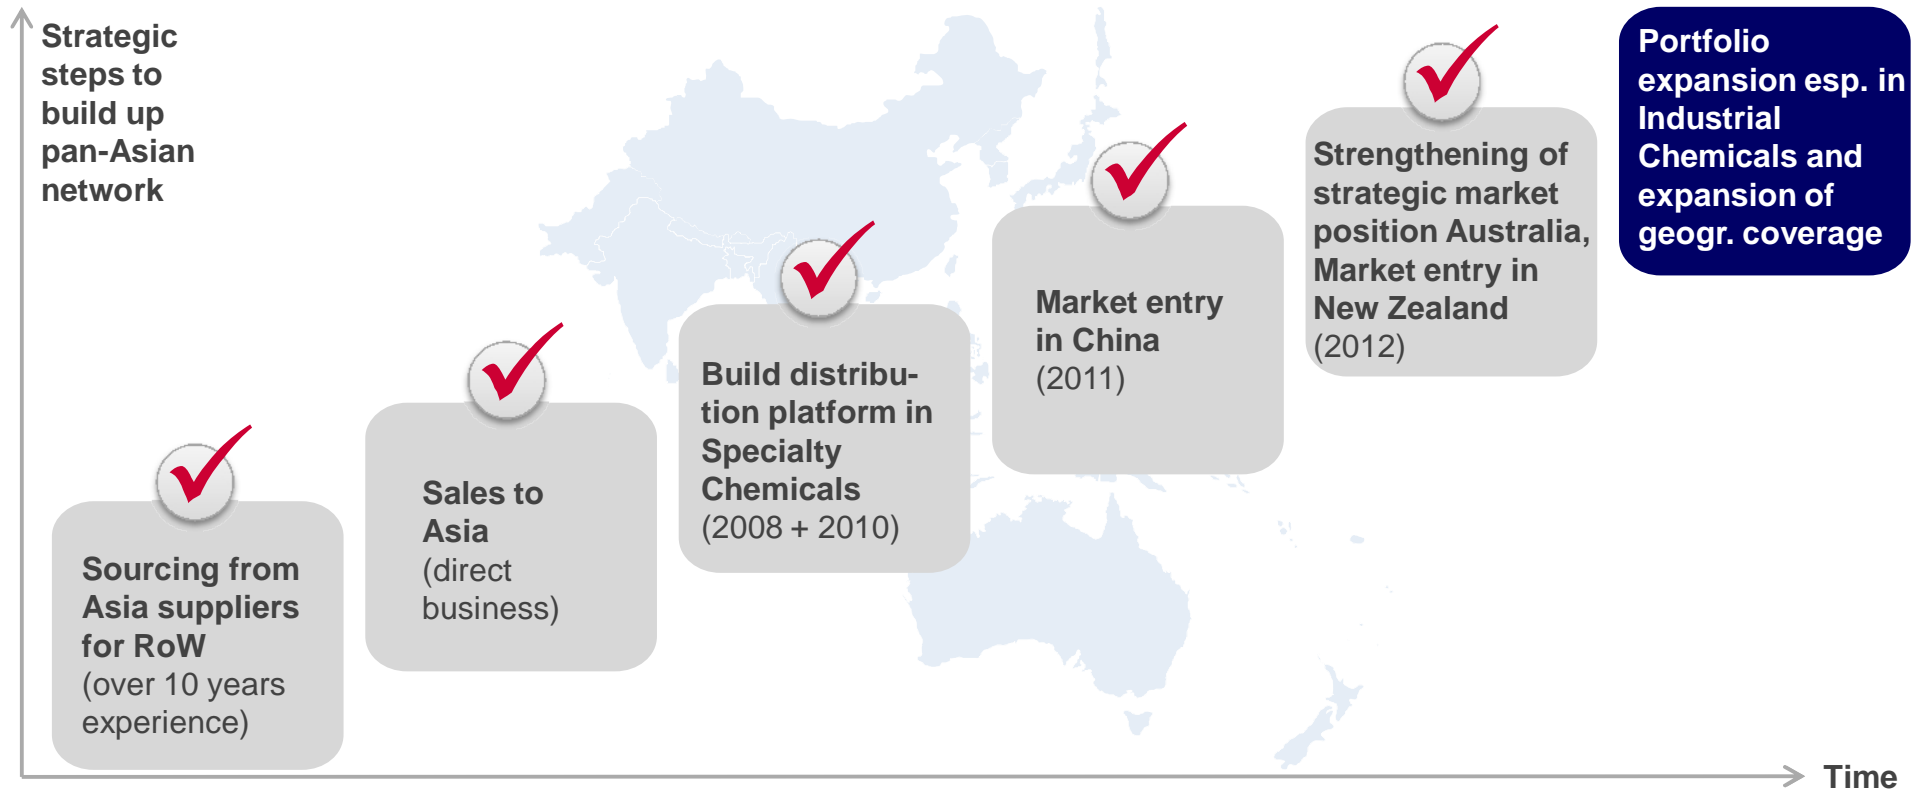 Strategic
steps to
build up
pan-Asian
network
Sourcing from
Asia suppliers
for RoW
(over 10 years
experience)
Sales to
Asia
(direct
business)
Build distribu-
tion platform in
Specialty
Chemicals
(2008 + 2010)
Market entry
in China
(2011)
Strengthening of
strategic market
position Australia,
Market entry in
New Zealand
(2012)
Portfolio
expansion esp. in
Industrial
Chemicals and
expansion of
geogr. coverage
Time